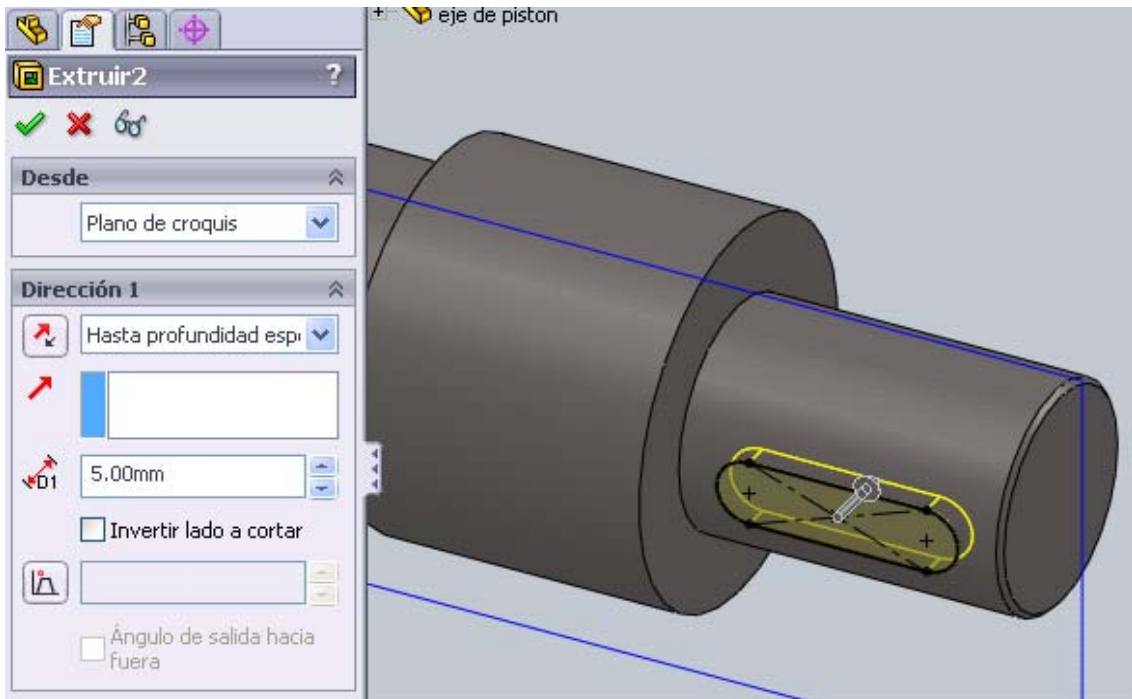 eje de piston
Extruir2 ?
Desde
Plano de croquis
Dirección 1
Hasta profundidad esp
D1 5.00mm
Invertir lado a cortar
Ángulo de salida hacia
fuera